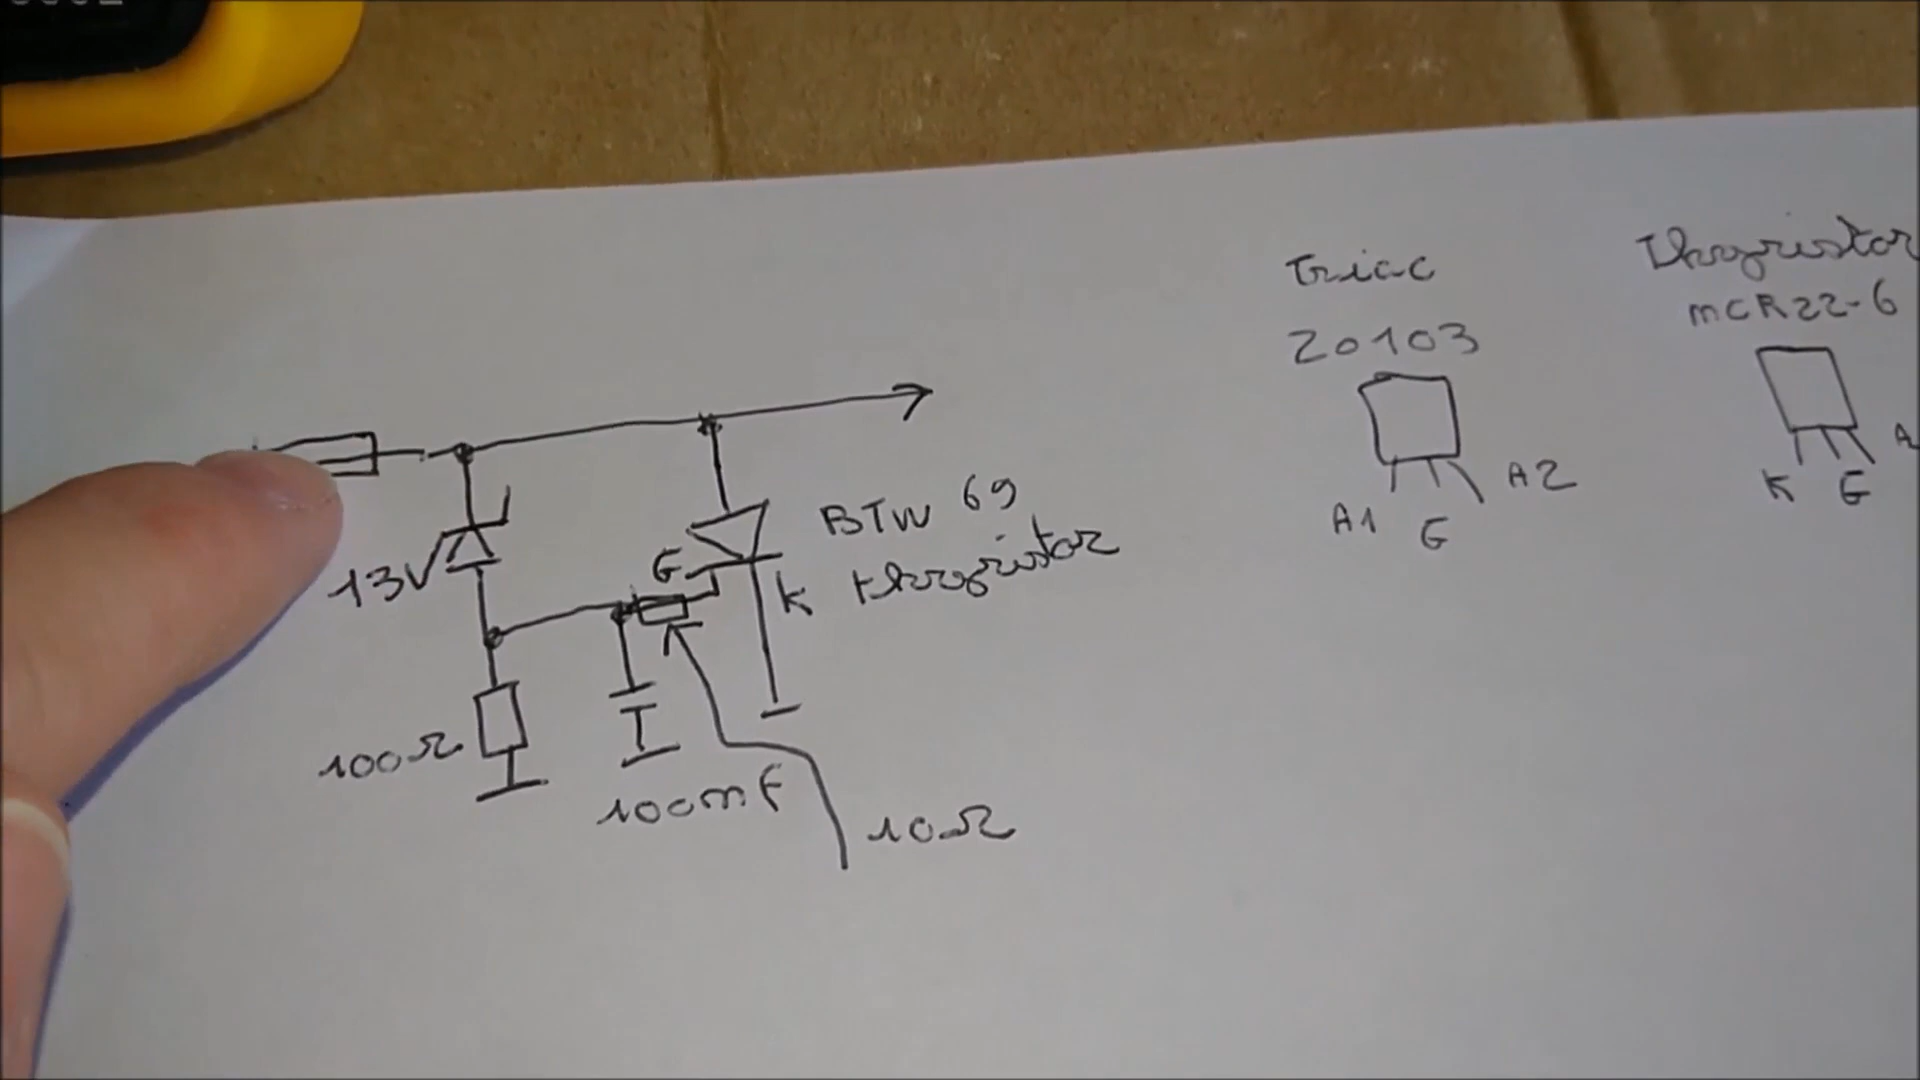 Triac
Z0103
A1
G
A2
Thyristor
MCR22-6
K
G
A
13V
G
K
BTW 69
thyristor
100Ω
100nF
10Ω